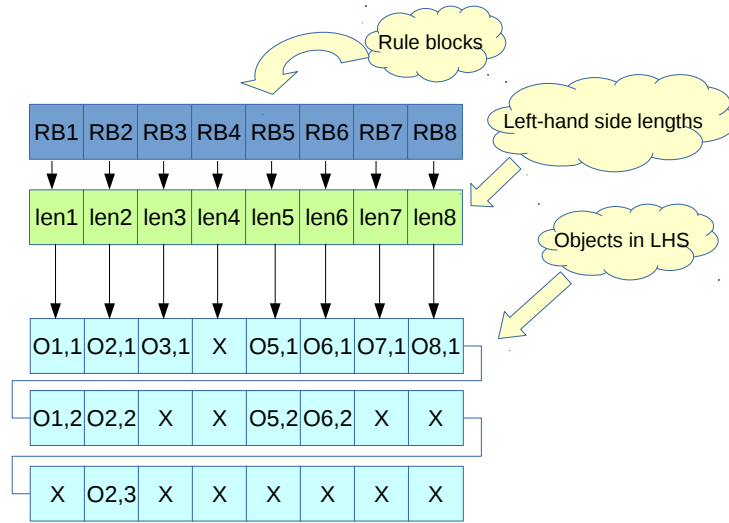 Rule blocks
RB1 RB2 RB3 RB4 RB5 RB6 RB7 RB8
Left-hand side lengths
len1 len2 len3 len4 len5 len6 len7 len8
Objects in LHS
O1,1 O2,1 O3,1 X O5,1 O6,1 O7,1 O8,1
O1,2 O2,2 X X O5,2 O6,2 X X
X O2,3 X X X X X X